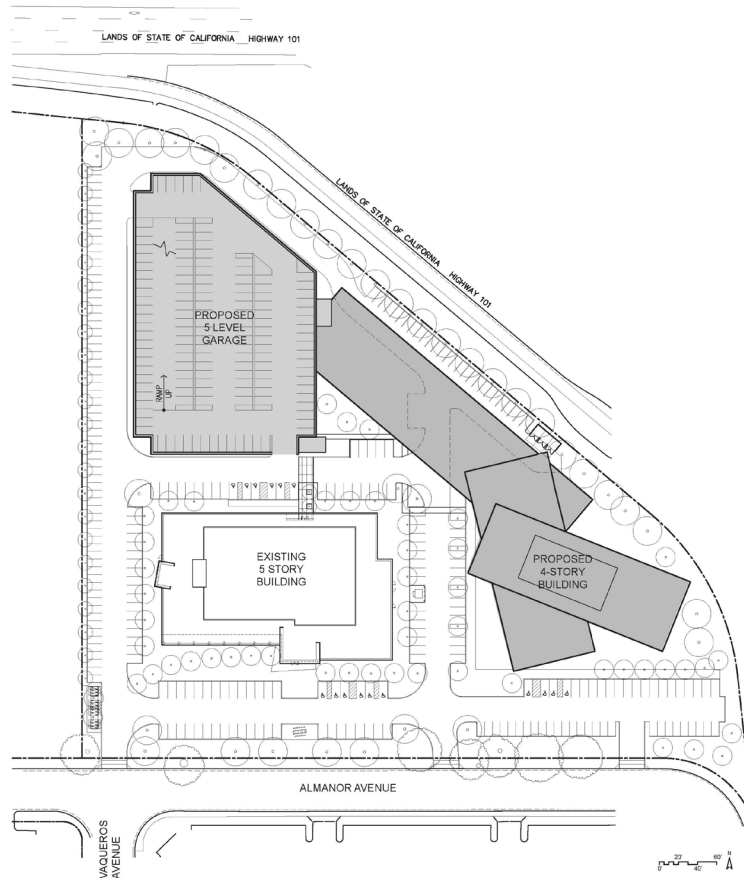 LANDS OF STATE OF CALIFORNIA HIGHWAY 101
LANDS OF STATE OF CALIFORNIA HIGHWAY 101
PROPOSED
5 LEVEL
GARAGE
RAMP
UP
EXISTING
5 STORY
BUILDING
PROPOSED
4-STORY
BUILDING
ALMANOR AVENUE
VAQUEROS
AVENUE
20' 60'
0' 40'
N